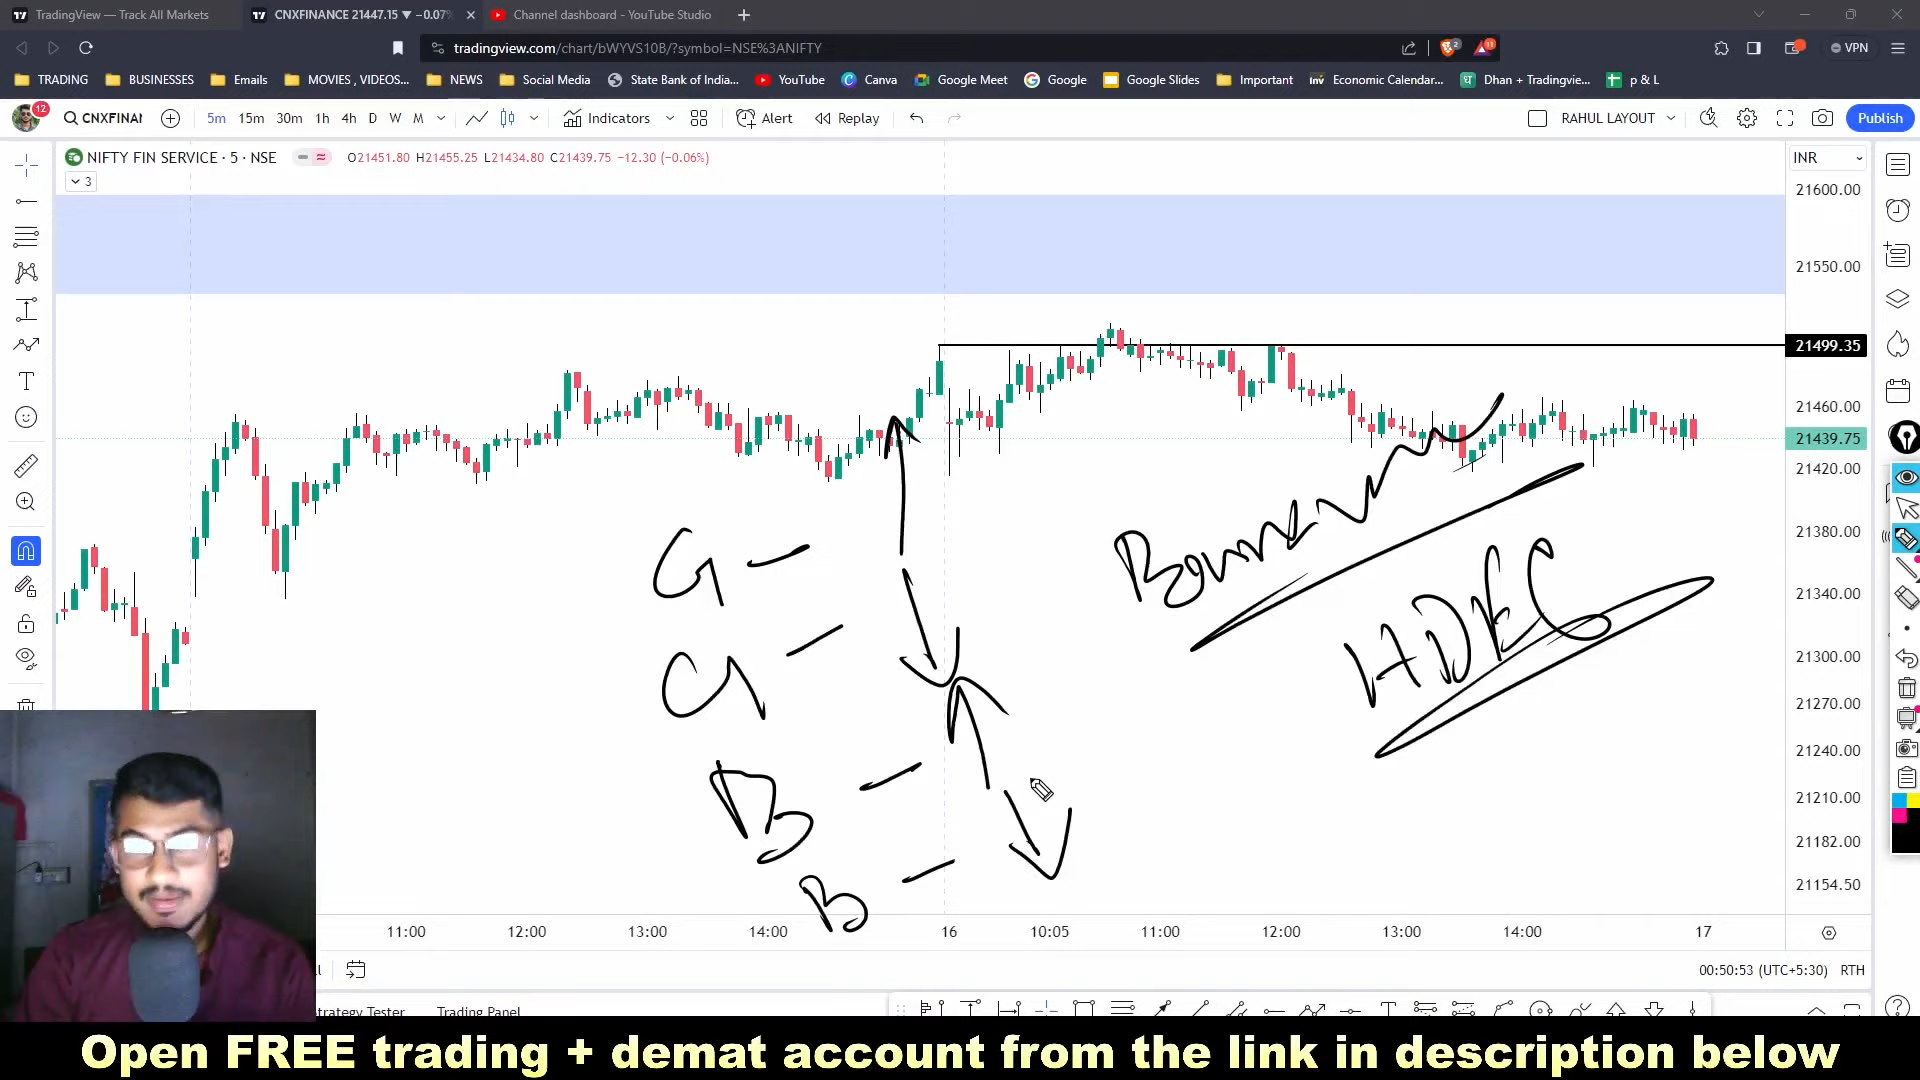 TradingView — Track All Markets
CNXFINANCE 21447.15 ▼ −0.07%
Channel dashboard - YouTube Studio
tradingview.com/chart/bWYVS10B/?symbol=NSE%3ANIFTY
2
11
VPN
TRADING
BUSINESSES
Emails
MOVIES , VIDEOS...
NEWS
Social Media
State Bank of India...
YouTube
Canva
Google Meet
Google
Google Slides
Important
Economic Calendar...
Dhan + Tradingvie...
p & L
12
CNXFINAI
5m 15m 30m 1h 4h D W M
Indicators
Alert
Replay
RAHUL LAYOUT
Publish
NIFTY FIN SERVICE · 5 · NSE
O21451.80 H21455.25 L21434.80 C21439.75 −12.30 (−0.06%)
3
INR
21600.00
21550.00
21499.35
21460.00
21439.75
21420.00
21380.00
21340.00
21300.00
21270.00
21240.00
21210.00
21182.00
21154.50
G –
G –
B –
B –
HDFC
11:00 12:00 13:00 14:00 16 10:05 11:00 12:00 13:00 14:00 17
00:50:53 (UTC+5:30) RTH
Strategy Tester
Trading Panel
Open FREE trading + demat account from the link in description below